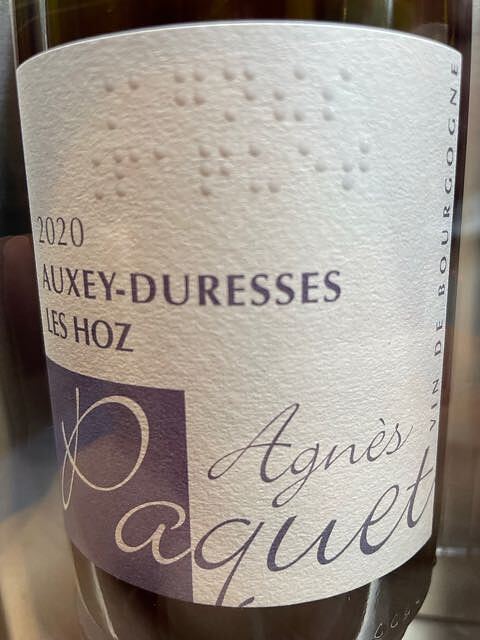 2020
AUXEY-DURESSES
LES HOZ
Agnès
Paquet
VIN DE BOURGOGNE